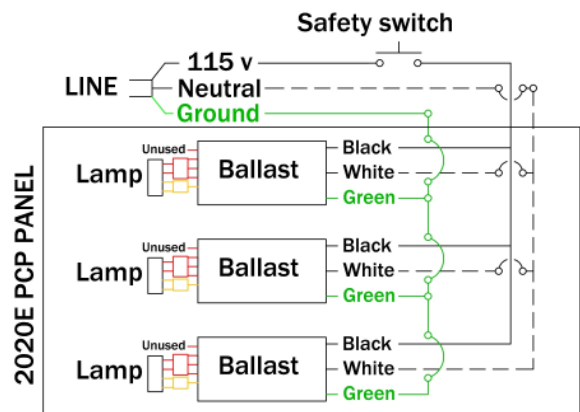 Safety switch
115 v
LINE
Neutral
Ground
2020E PCP PANEL
Unused
Lamp
Ballast
Black
White
Green
Unused
Lamp
Ballast
Black
White
Green
Unused
Lamp
Ballast
Black
White
Green